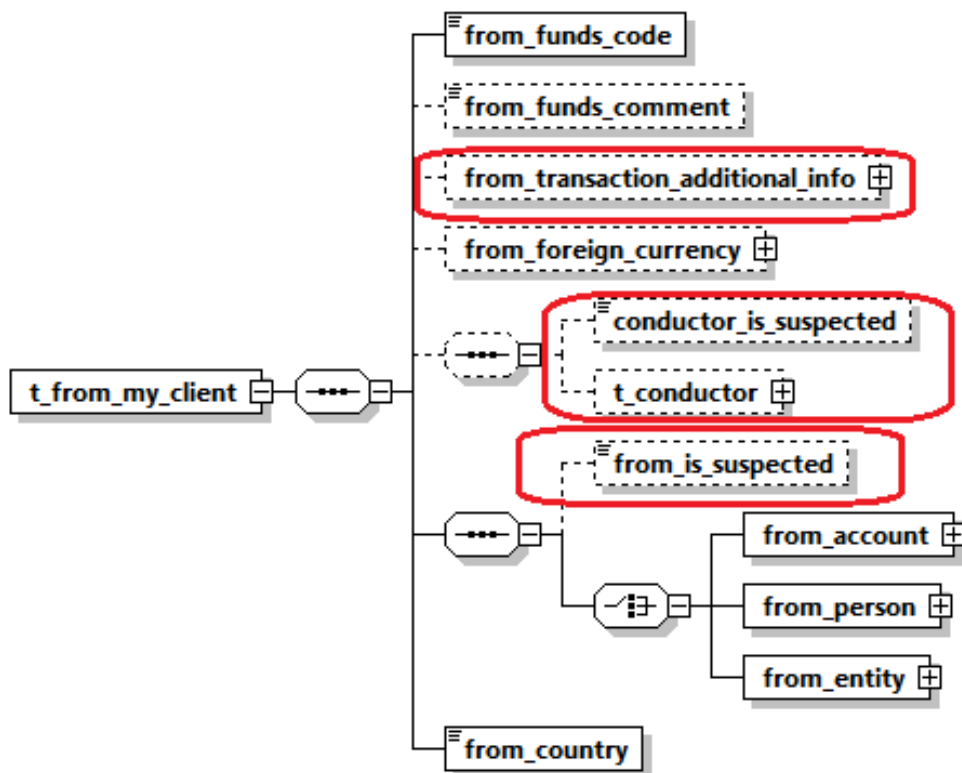 from_funds_code
from_funds_comment
from_transaction_additional_info
from_foreign_currency
conductor_is_suspected
t_from_my_client
t_conductor
from_is_suspected
from_account
from_person
from_entity
from_country